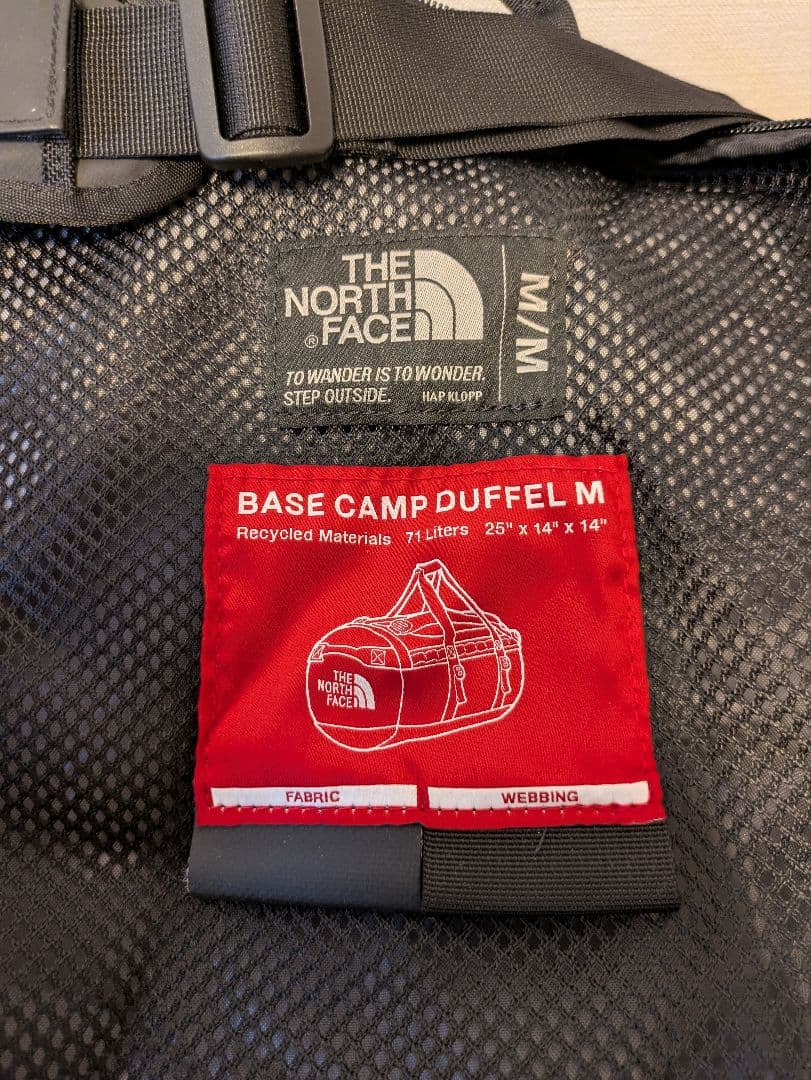 THE
NORTH
FACE
®
M/M
TO WANDER IS TO WONDER.
STEP OUTSIDE. HAP KLOPP
BASE CAMP DUFFEL M
Recycled Materials 71 Liters 25" x 14" x 14"
THE
NORTH
FACE
FABRIC WEBBING